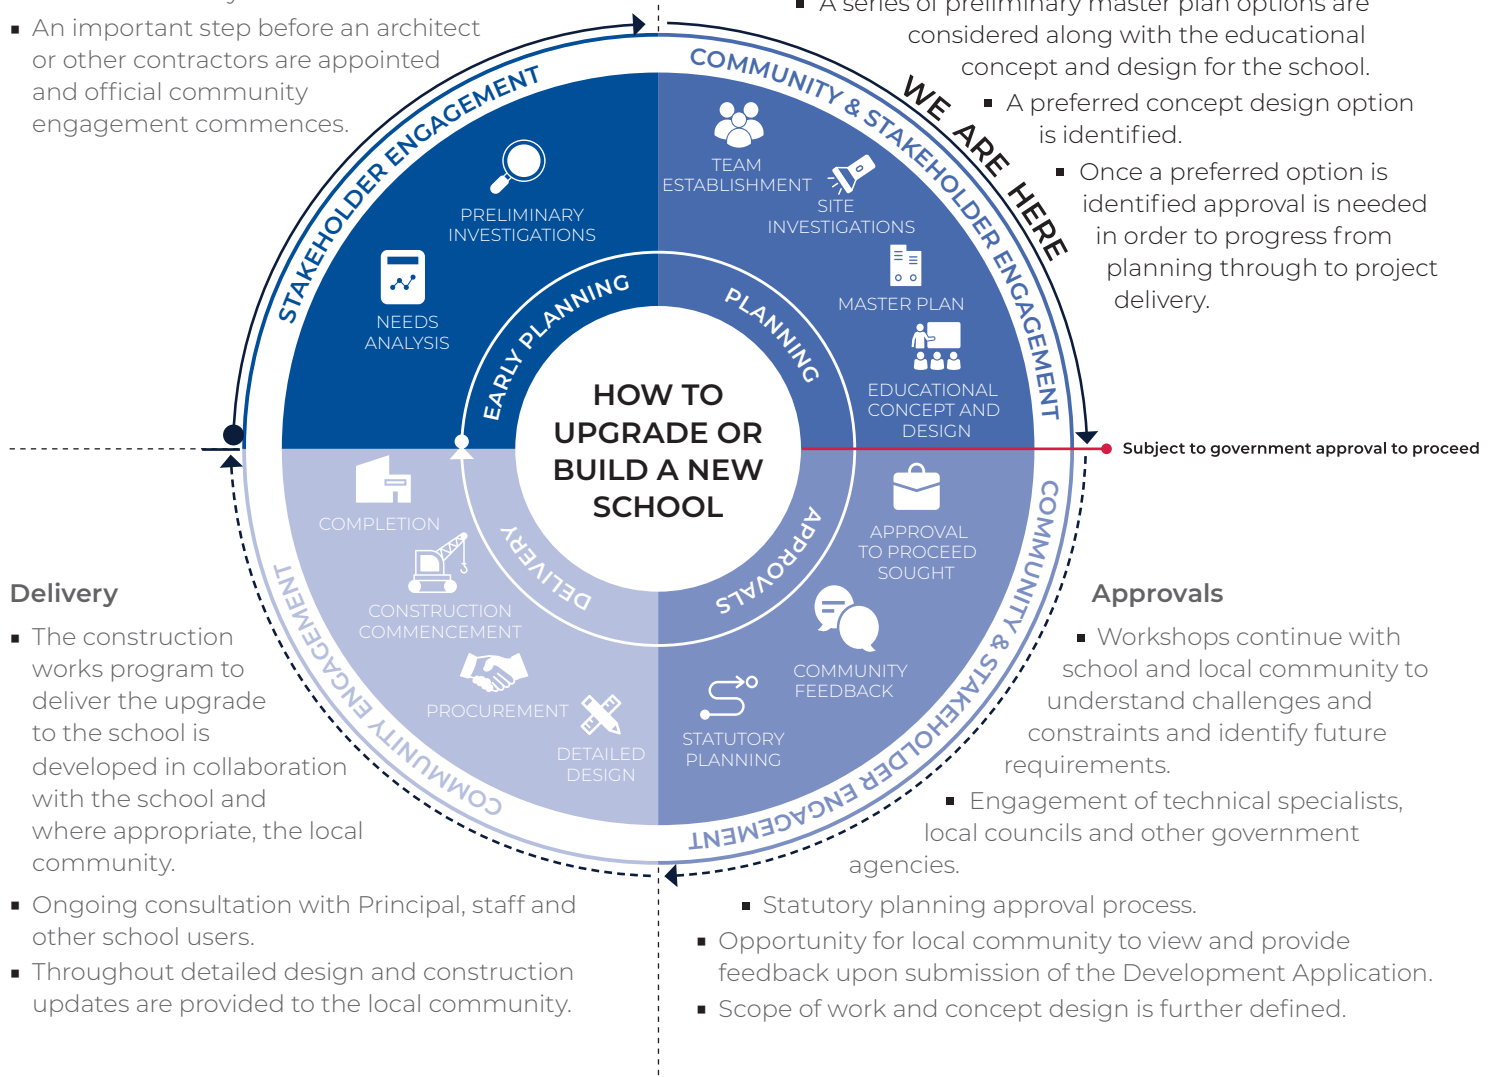 An important step before an architect
or other contractors are appointed
and official community
engagement commences.
A series of preliminary master plan options are
considered along with the educational
concept and design for the school.
A preferred concept design option
is identified.
Once a preferred option is
identified approval is needed
in order to progress from
planning through to project
delivery.
WE ARE HERE
STAKEHOLDER ENGAGEMENT
COMMUNITY & STAKEHOLDER ENGAGEMENT
PRELIMINARY
INVESTIGATIONS
NEEDS
ANALYSIS
EARLY PLANNING
TEAM
ESTABLISHMENT
SITE
INVESTIGATIONS
MASTER PLAN
EDUCATIONAL
CONCEPT AND
DESIGN
PLANNING
HOW TO
UPGRADE OR
BUILD A NEW
SCHOOL
Subject to government approval to proceed
APPROVAL
TO PROCEED
SOUGHT
COMMUNITY
FEEDBACK
STATUTORY
PLANNING
APPROVALS
COMMUNITY & STAKEHOLDER ENGAGEMENT
COMPLETION
CONSTRUCTION
COMMENCEMENT
PROCUREMENT
DETAILED
DESIGN
DELIVERY
COMMUNITY ENGAGEMENT
Delivery
The construction
works program to
deliver the upgrade
to the school is
developed in collaboration
with the school and
where appropriate, the local
community.
Ongoing consultation with Principal, staff and
other school users.
Throughout detailed design and construction
updates are provided to the local community.
Approvals
Workshops continue with
school and local community to
understand challenges and
constraints and identify future
requirements.
Engagement of technical specialists,
local councils and other government
agencies.
Statutory planning approval process.
Opportunity for local community to view and provide
feedback upon submission of the Development Application.
Scope of work and concept design is further defined.